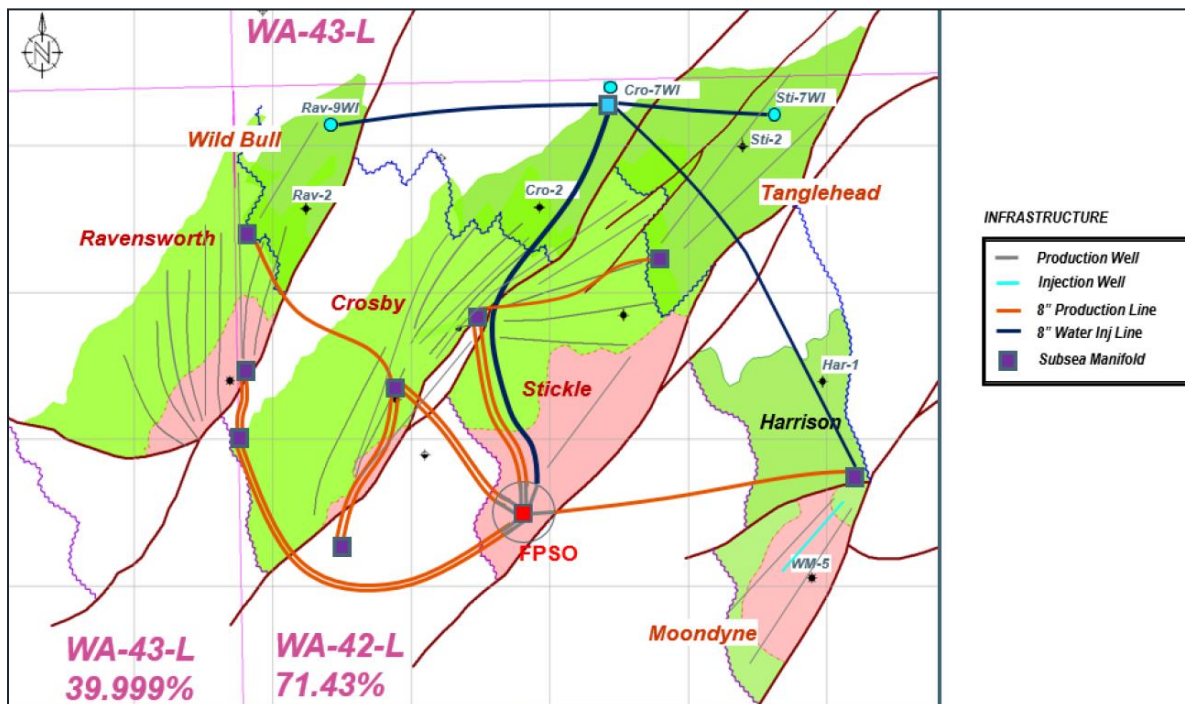 WA-43-L
N
Cro-7WI
Rav-9WI
Sti-7WI
Wild Bull
Sti-2
Rav-2
Cro-2
Tanglehead
Ravensworth
Crosby
Stickle
Har-1
Harrison
FPSO
WM-5
Moondyne
WA-43-L
39.999%
WA-42-L
71.43%
INFRASTRUCTURE
Production Well
Injection Well
8" Production Line
8" Water Inj Line
Subsea Manifold